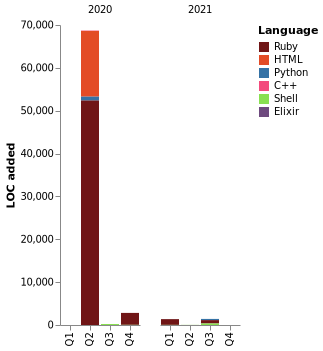 2020 2021
Language
Ruby
HTML
Python
C++
Shell
Elixir
LOC added
70,000
60,000
50,000
40,000
30,000
20,000
10,000
0
Q1 Q2 Q3 Q4 Q1 Q2 Q3 Q4